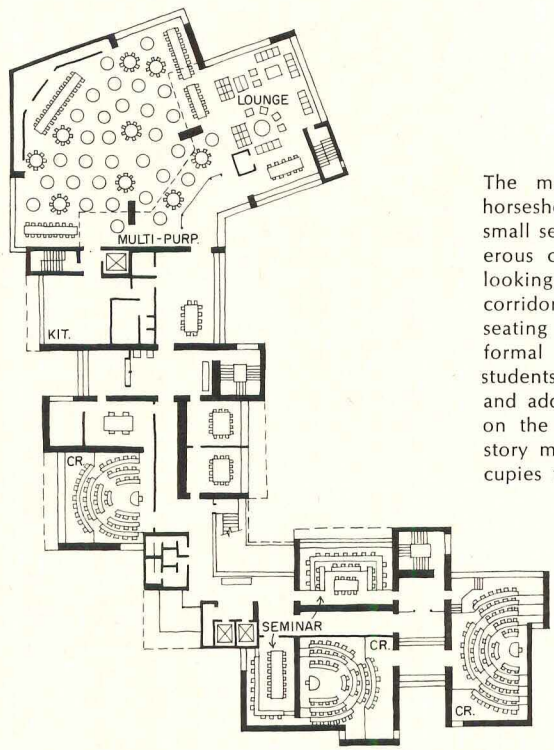 LOUNGE
MULTI-PURP.
KIT.
CR.
SEMINAR
CR.
CR.
The m
horsesho
small se
erous c
looking
corridor
seating
formal
students
and add
on the
story m
cupies